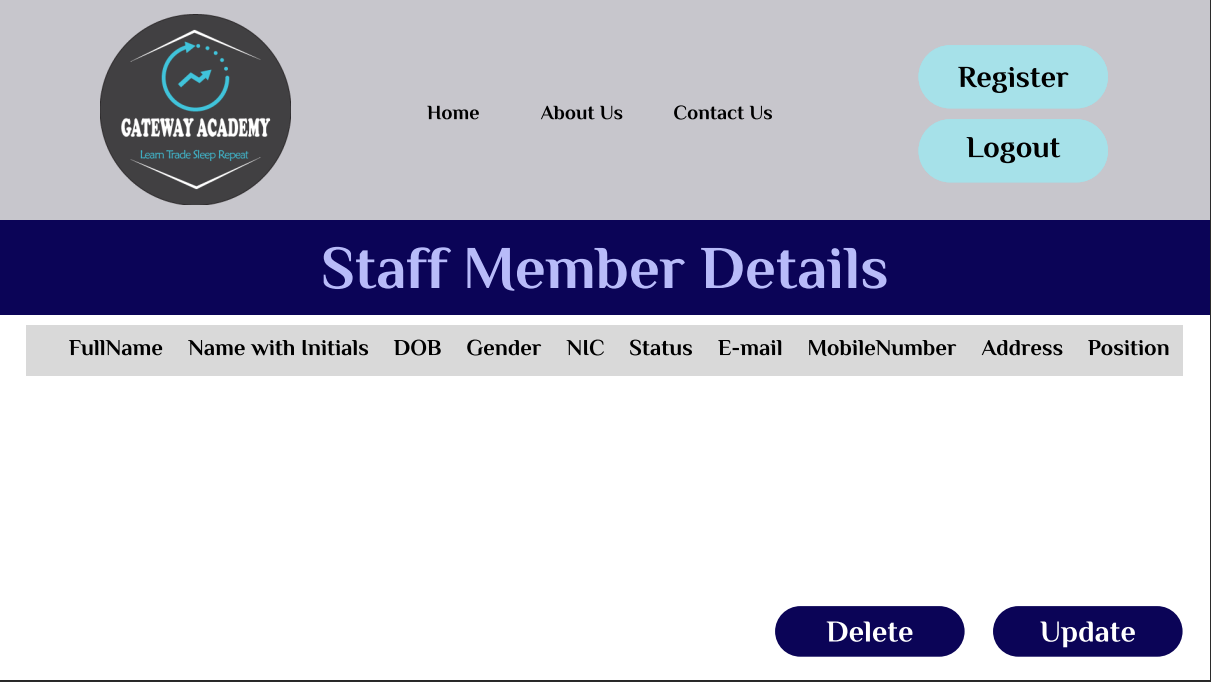 GATEWAY ACADEMY
Learn Trade Sleep Repeat
Home About Us Contact Us
Register
Logout
Staff Member Details
FullName Name with Initials DOB Gender NIC Status E-mail MobileNumber Address Position
Delete Update